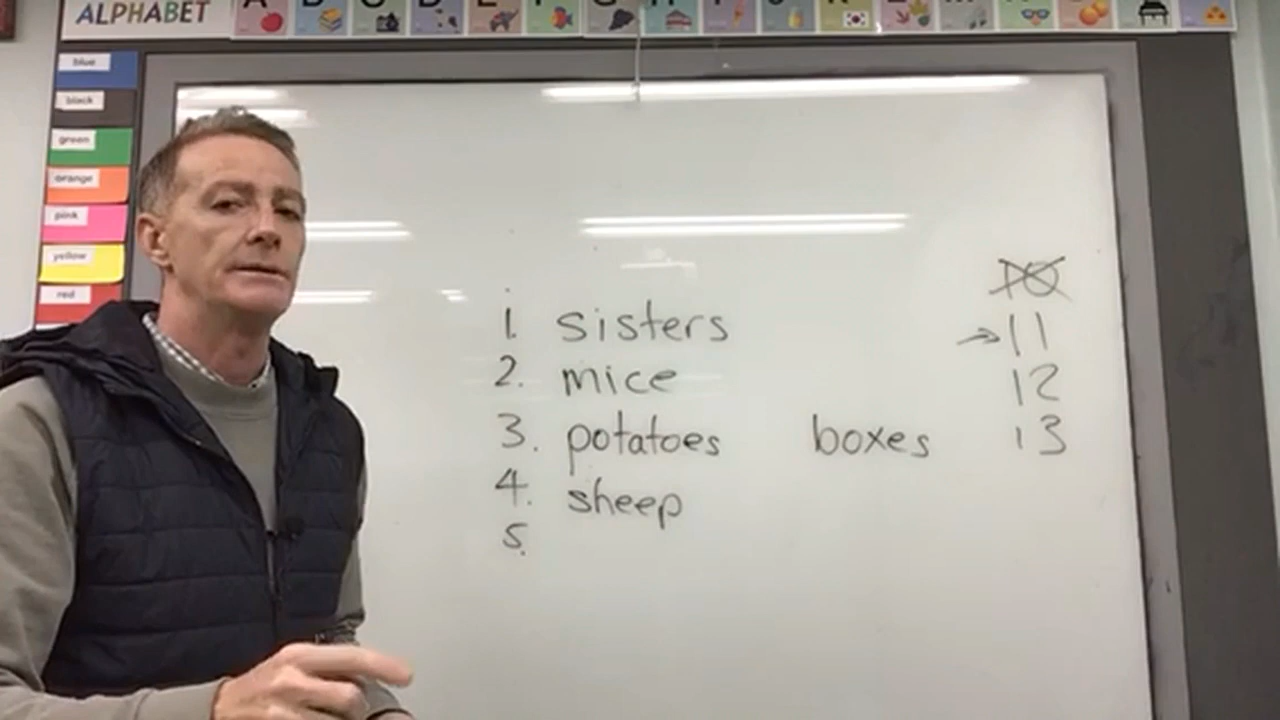 ALPHABET
blue
black
green
orange
pink
yellow
red
10
1. sisters
11
2. mice
12
3. potatoes boxes
13
4. sheep
5.